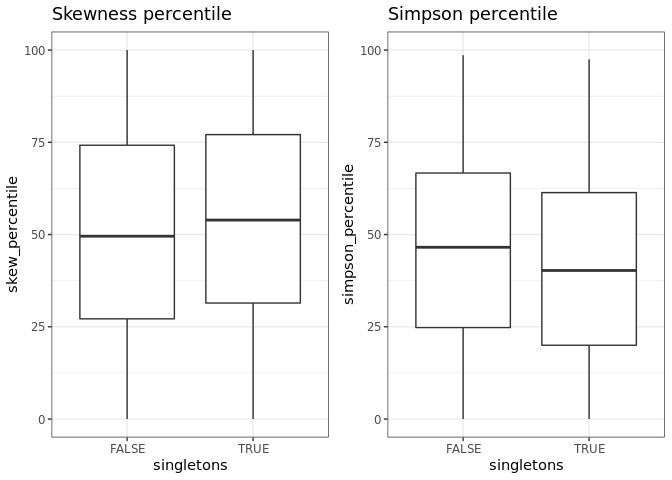 Skewness percentile
skew_percentile
100
75
50
25
0
FALSE TRUE
singletons
Simpson percentile
simpson_percentile
100
75
50
25
0
FALSE TRUE
singletons